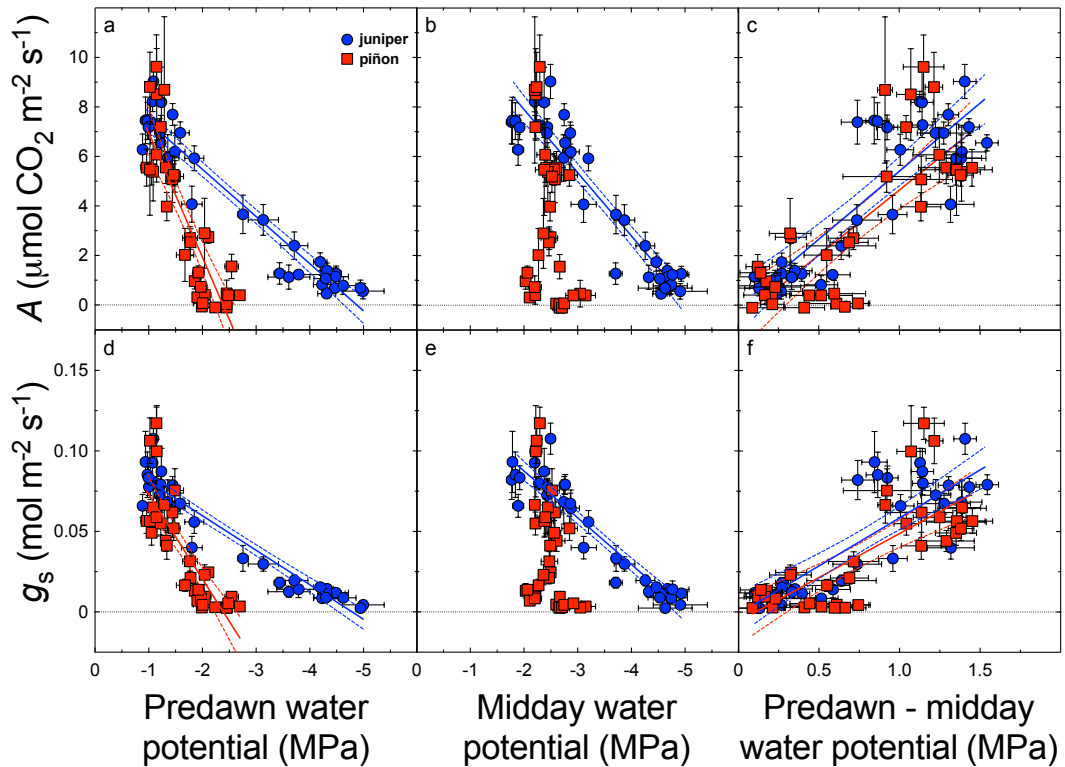 a
juniper
piñon
b
c
10
8
6
4
2
0
A (µmol CO2 m-2 s-1)
d
e
f
0.15
0.10
0.05
0
gs (mol m-2 s-1)
0 -1 -2 -3 -4 -5
0 -1 -2 -3 -4 -5
0 0.5 1.0 1.5
Predawn water
potential (MPa)
Midday water
potential (MPa)
Predawn - midday
water potential (MPa)